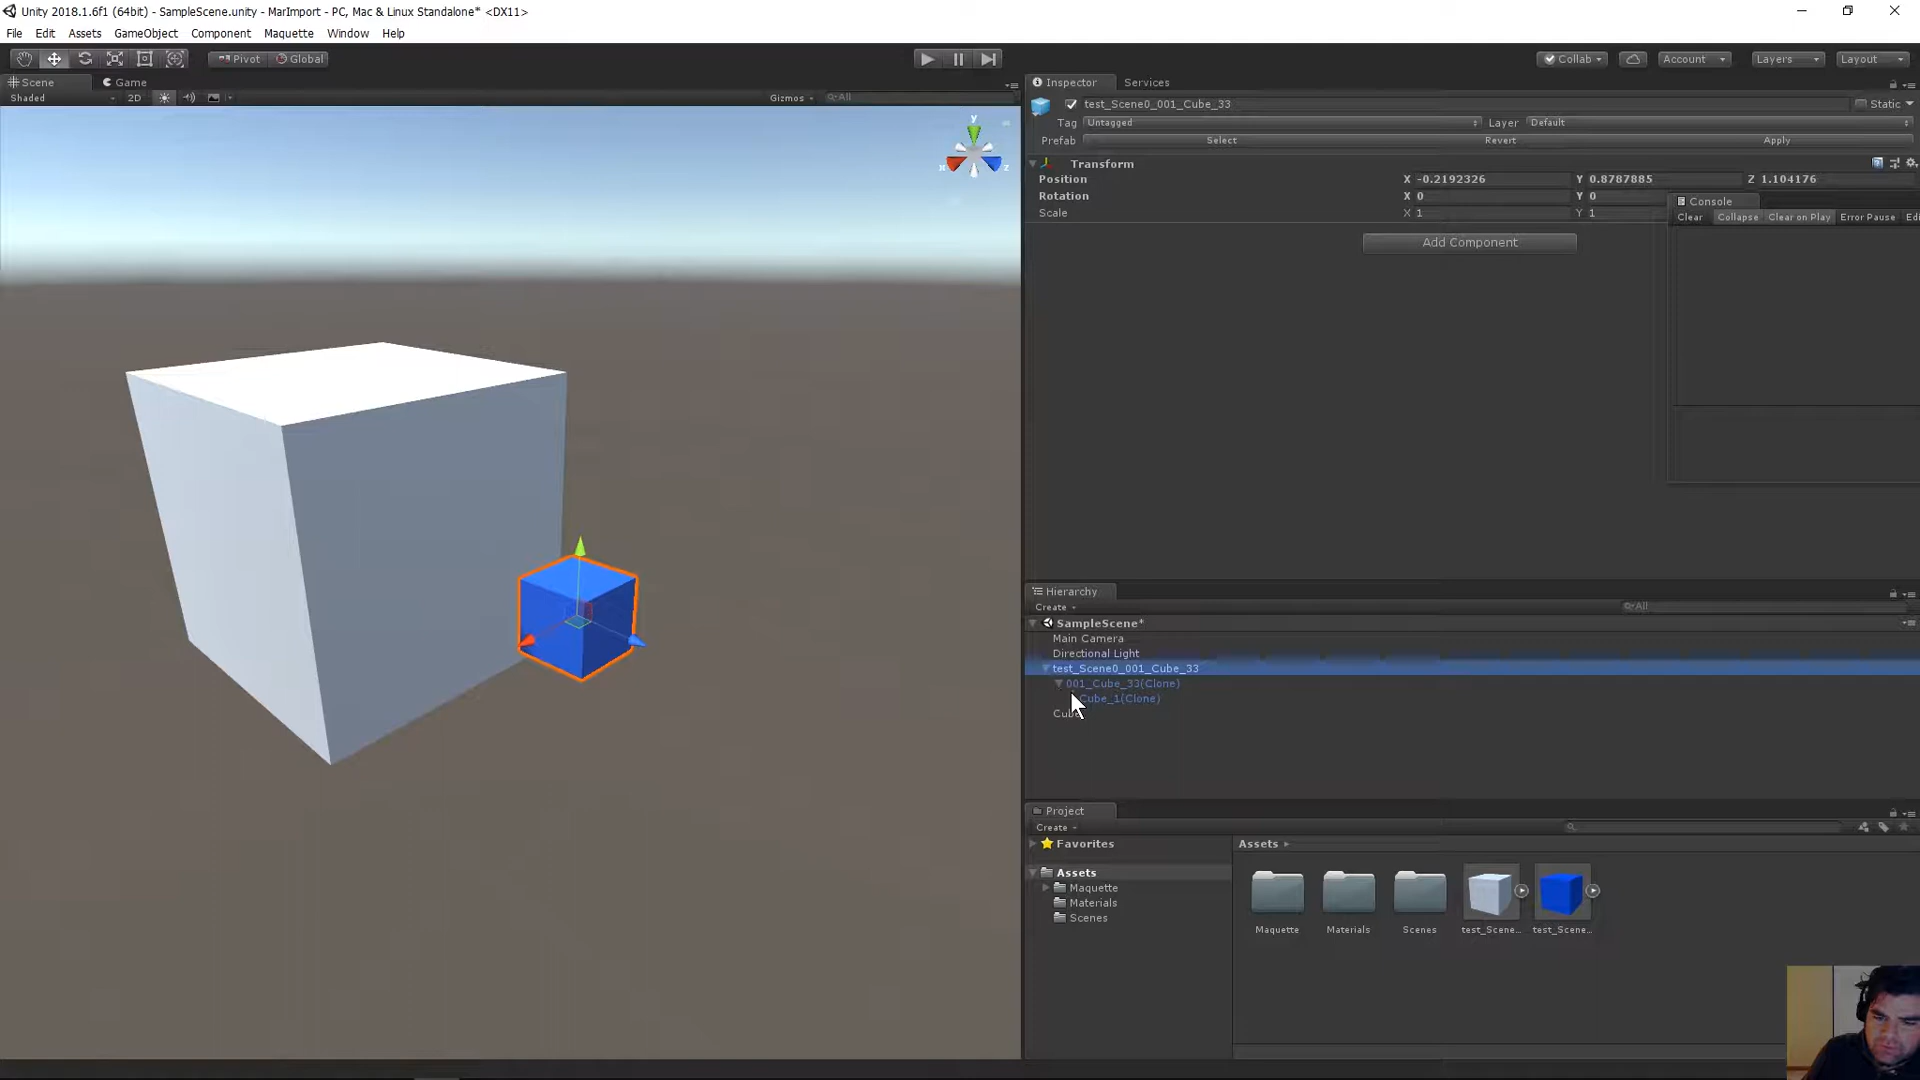 Unity 2018.1.6f1 (64bit) - SampleScene.unity - MarImport - PC, Mac & Linux Standalone* <DX11>
File Edit Assets GameObject Component Maquette Window Help
Pivot Global Collab Account Layers Layout
Scene Game
Shaded 2D Gizmos All
y
x z
Inspector Services
test_Scene0_001_Cube_33 Static
Tag Untagged Layer Default
Prefab Select Revert Apply
Transform
Position X -0.2192326 Y 0.8787885 Z 1.104176
Rotation X 0 Y 0
Scale X 1 Y 1
Console
Clear Collapse Clear on Play Error Pause Edi
Add Component
Hierarchy
Create All
SampleScene*
Main Camera
Directional Light
test_Scene0_001_Cube_33
001_Cube_33(Clone)
Cube_1(Clone)
Cube
Project
Create
Favorites
Assets
Maquette
Materials
Scenes
Assets
Maquette Materials Scenes test_Scene... test_Scene...